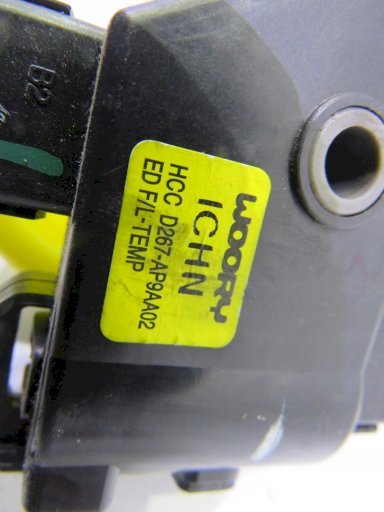 B2
WOORY
ICHN
HCC D267-AP9AA02
ED F/L-TEMP